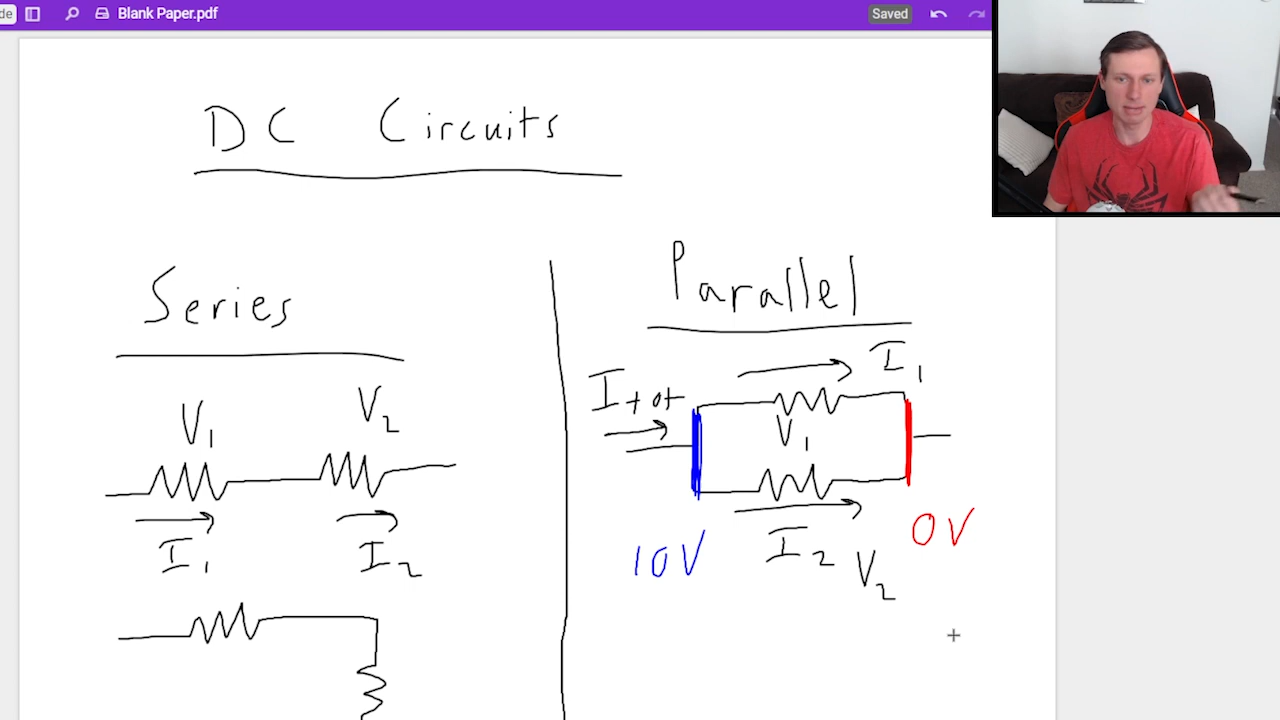 de
Blank Paper.pdf
Saved
DC Circuits
Series
V1
V2
I1
I2
Parallel
Itot
I1
V1
I2
V2
10V
0V